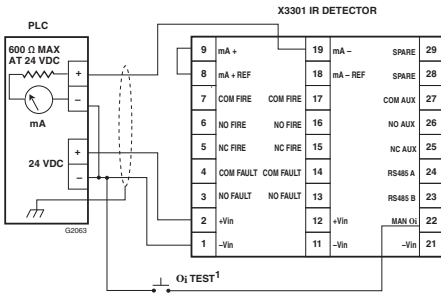 X3301 IR DETECTOR
PLC
600 Ω MAX
AT 24 VDC
+
–
mA
24 VDC
+
–
G2063
9 mA + 19 mA – SPARE 29
8 mA + REF 18 mA – REF SPARE 28
7 COM FIRE COM FIRE 17 COM AUX 27
6 NO FIRE NO FIRE 16 NO AUX 26
5 NC FIRE NC FIRE 15 NC AUX 25
4 COM FAULT COM FAULT 14 RS485 A 24
3 NO FAULT NO FAULT 13 RS485 B 23
2 +Vin 12 +Vin MAN Oi 22
1 –Vin 11 –Vin –Vin 21
Oi TEST1